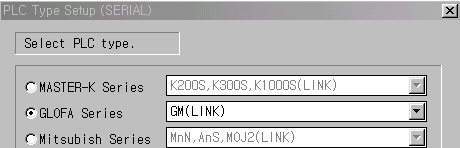 PLC Type Setup (SERIAL)
Select PLC type.
MASTER-K Series K200S,K300S,K1000S(LINK)
GLOFA Series GM(LINK)
Mitsubish Series MnN,AnS,MOJ2(LINK)